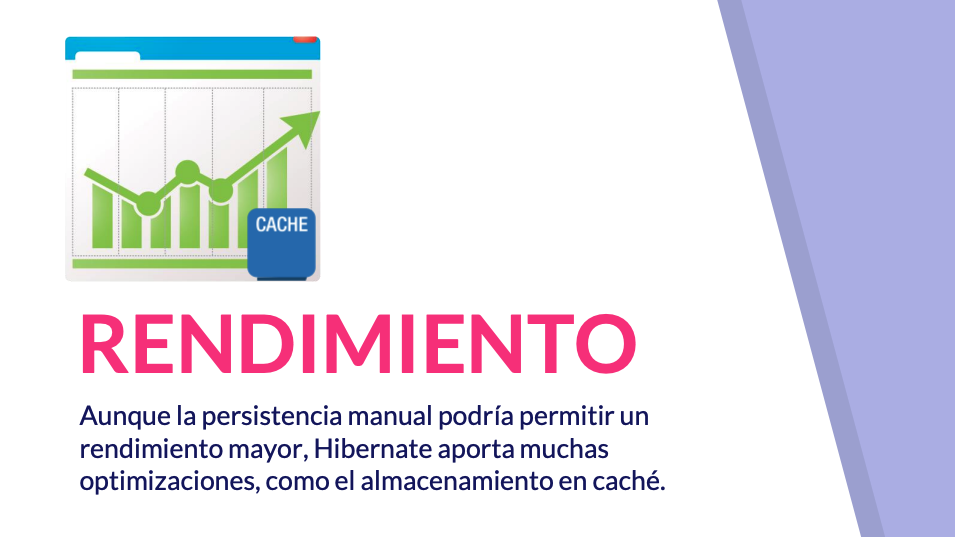 CACHE
RENDIMIENTO
Aunque la persistencia manual podría permitir un
rendimiento mayor, Hibernate aporta muchas
optimizaciones, como el almacenamiento en caché.